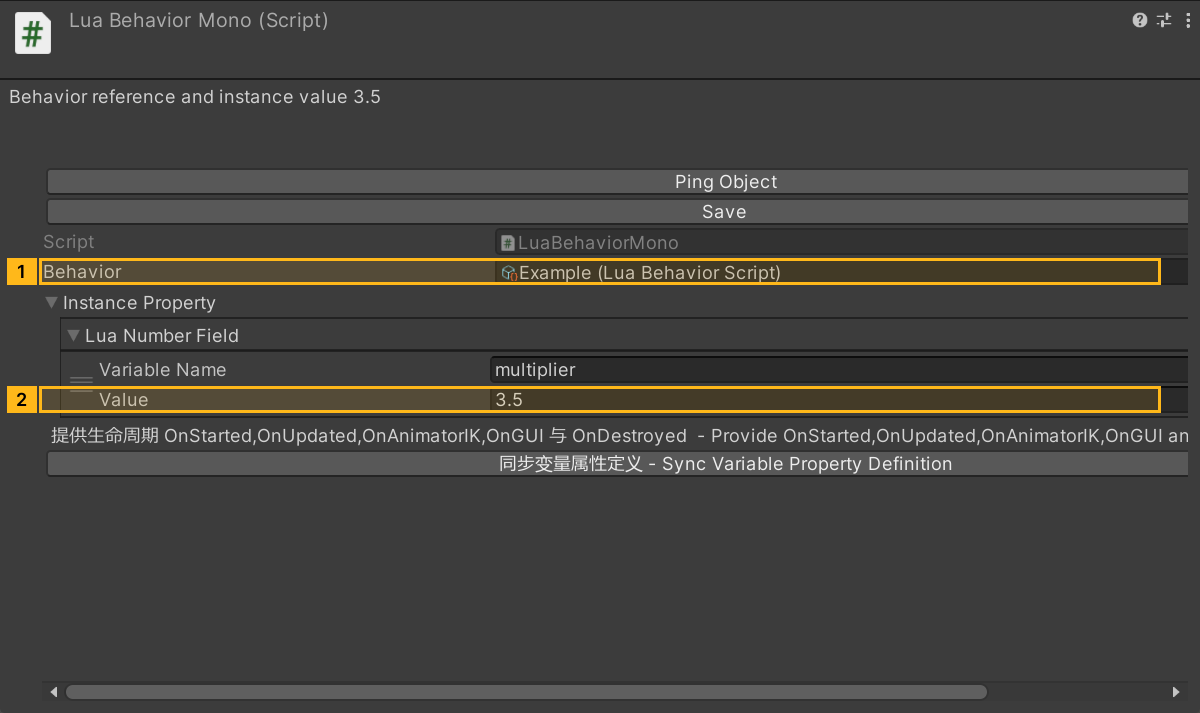 Lua Behavior Mono (Script)
Behavior reference and instance value 3.5
Ping Object
Save
Script LuaBehaviorMono
1 Behavior Example (Lua Behavior Script)
Instance Property
Lua Number Field
Variable Name multiplier
2 Value 3.5
提供生命周期 OnStarted,OnUpdated,OnAnimatorIK,OnGUI 与 OnDestroyed - Provide OnStarted,OnUpdated,OnAnimatorIK,OnGUI an
同步变量属性定义 - Sync Variable Property Definition